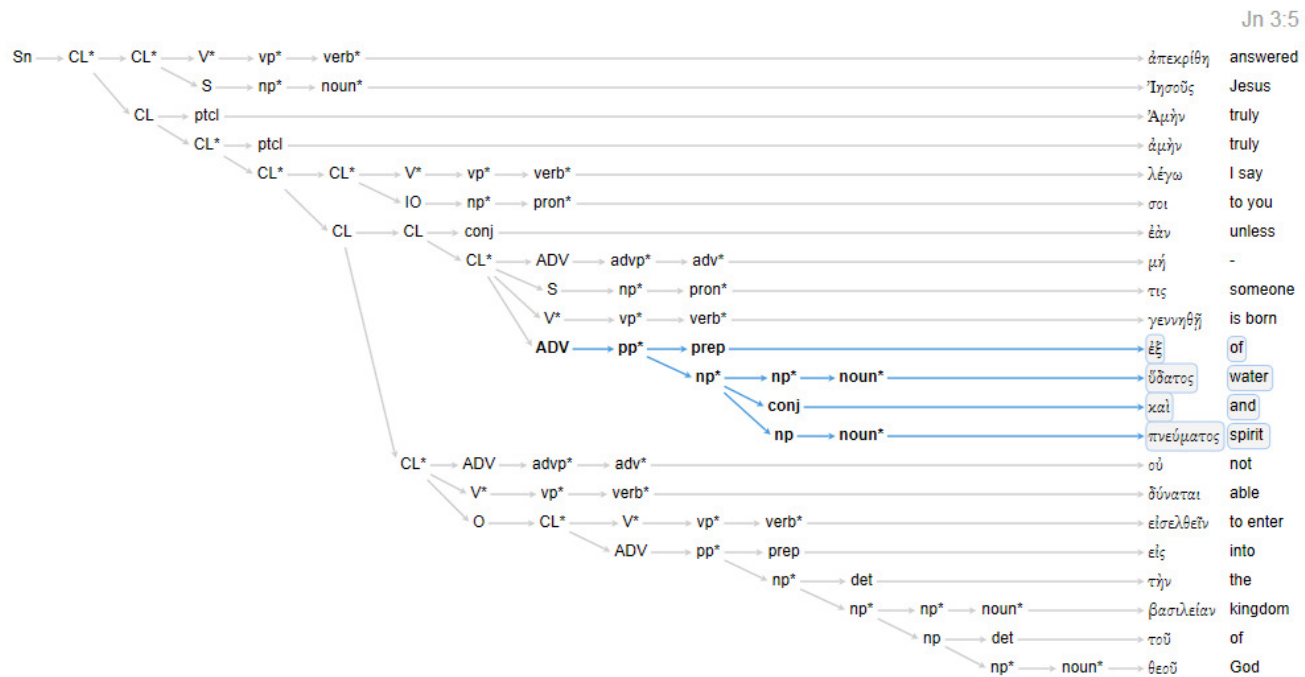 Jn 3:5
Sn CL* CL* V* vp* verb* ἀπεκρίθη answered
S np* noun* Ἰησοῦς Jesus
CL ptcl Ἀμὴν truly
CL* ptcl ἀμὴν truly
CL* CL* V* vp* verb* λέγω I say
IO np* pron* σοι to you
CL CL conj ἐὰν unless
CL* ADV advp* adv* μή -
S np* pron* τις someone
V* vp* verb* γεννηθῇ is born
ADV pp* prep ἐξ of
np* np* noun* ὕδατος water
conj καὶ and
np noun* πνεύματος spirit
CL* ADV advp* adv* οὐ not
V* vp* verb* δύναται able
O CL* V* vp* verb* εἰσελθεῖν to enter
ADV pp* prep εἰς into
np* det τὴν the
np* np* noun* βασιλείαν kingdom
np det τοῦ of
np* noun* θεοῦ God